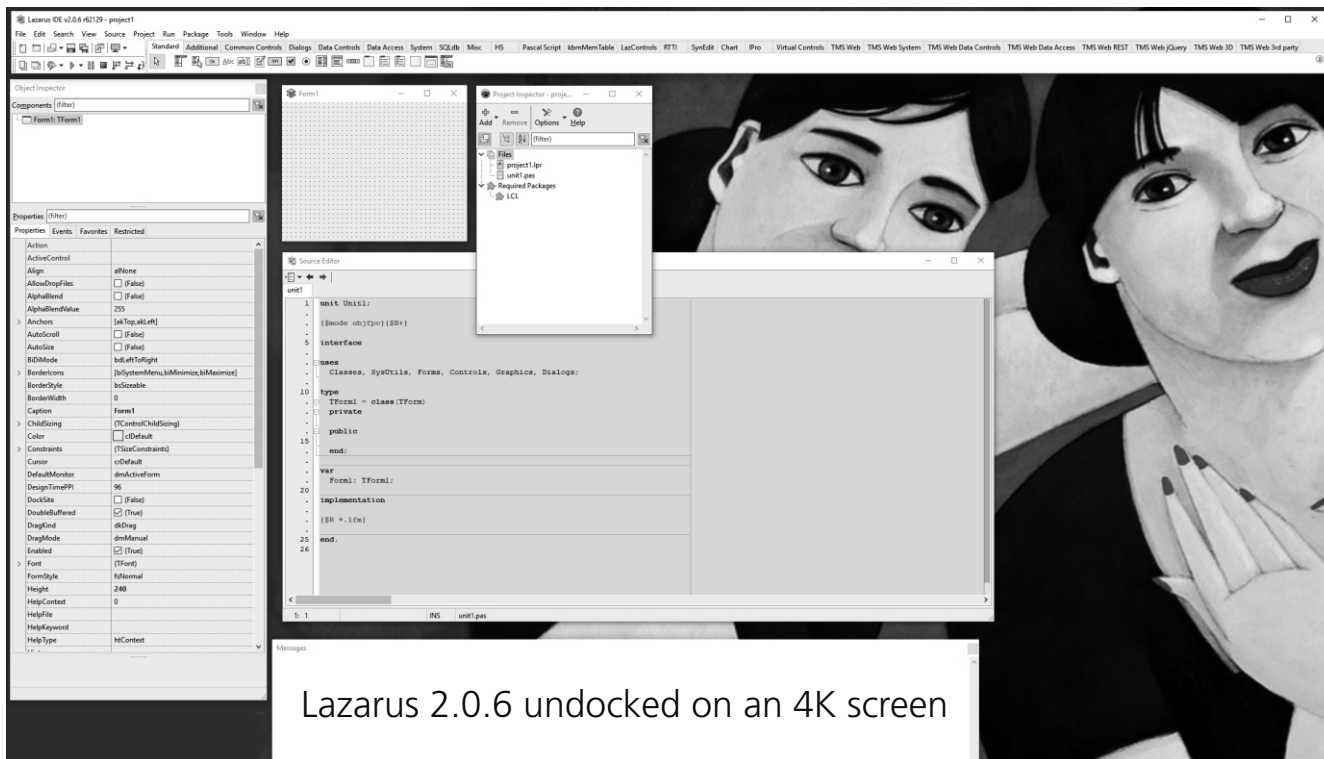 Lazarus IDE v2.0.6 r62129 - project1
File Edit Search View Source Project Run Package Tools Window Help
Standard Additional Common Controls Dialogs Data Controls Data Access System SQLdb Misc HS Pascal Script kbmMemTable LazControls RTTI SynEdit Chart IPro Virtual Controls TMS Web TMS Web System TMS Web Data Controls TMS Web Data Access TMS Web REST TMS Web jQuery TMS Web 3D TMS Web 3rd party
Ok Abc ab] On
Object Inspector
Components (filter)
Form1: TForm1
Properties (filter)
Properties Events Favorites Restricted
Action
ActiveControl
Align alNone
AllowDropFiles (False)
AlphaBlend (False)
AlphaBlendValue 255
Anchors [akTop,akLeft]
AutoScroll (False)
AutoSize (False)
BiDiMode bdLeftToRight
BorderIcons [biSystemMenu,biMinimize,biMaximize]
BorderStyle bsSizeable
BorderWidth 0
Caption Form1
ChildSizing (TControlChildSizing)
Color clDefault
Constraints (TSizeConstraints)
Cursor crDefault
DefaultMonitor dmActiveForm
DesignTimePPI 96
DockSite (False)
DoubleBuffered (True)
DragKind dkDrag
DragMode dmManual
Enabled (True)
Font (TFont)
FormStyle fsNormal
Height 240
HelpContext 0
HelpFile
HelpKeyword
HelpType htContext
Form1
Project Inspector - proje...
Add Remove Options Help
(filter)
Files
project1.lpr
unit1.pas
Required Packages
LCL
Source Editor
unit1
1 unit Unit1;
. {$mode objfpc}{$H+}
5 interface
. uses
. Classes, SysUtils, Forms, Controls, Graphics, Dialogs;
10 type
. TForm1 = class(TForm)
. private
. public
15
. end;
. var
. Form1: TForm1;
20
. implementation
. {$R *.lfm}
25 end.
26
1: 1 INS unit1.pas
Messages
Lazarus 2.0.6 undocked on an 4K screen